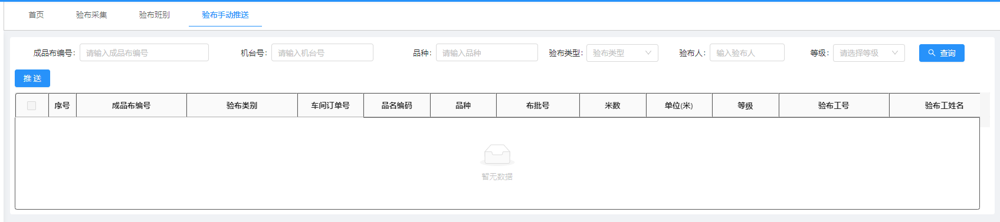 首页 验布采集 验布班别 验布手动推送
成品布编号: 请输入成品布编号 机台号: 请输入机台号 品种: 请输入品种 验布类型: 验布类型 验布人: 输入验布人 等级: 请选择等级 查询
推 送
序号 成品布编号 验布类别 车间订单号 品名编码 品种 布批号 米数 单位(米) 等级 验布工号 验布工姓名
暂无数据